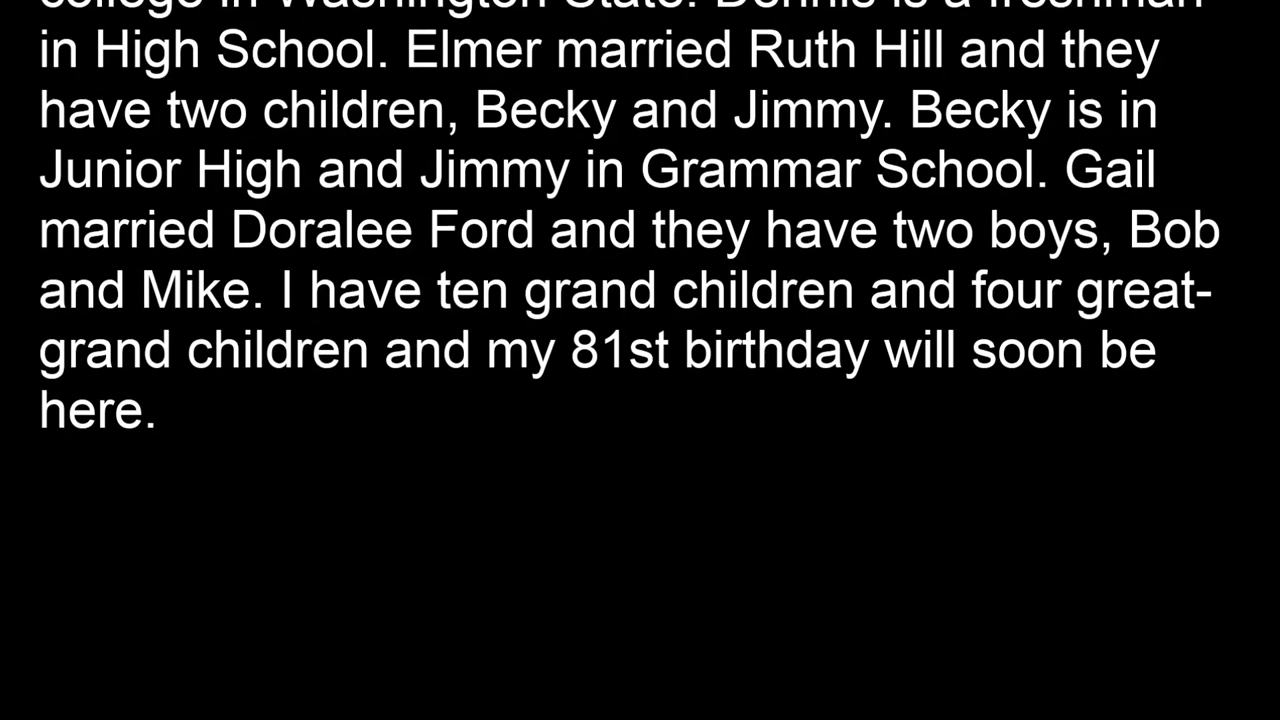 college in Washington State. Dennis is a freshman
in High School. Elmer married Ruth Hill and they
have two children, Becky and Jimmy. Becky is in
Junior High and Jimmy in Grammar School. Gail
married Doralee Ford and they have two boys, Bob
and Mike. I have ten grand children and four great-
grand children and my 81st birthday will soon be
here.